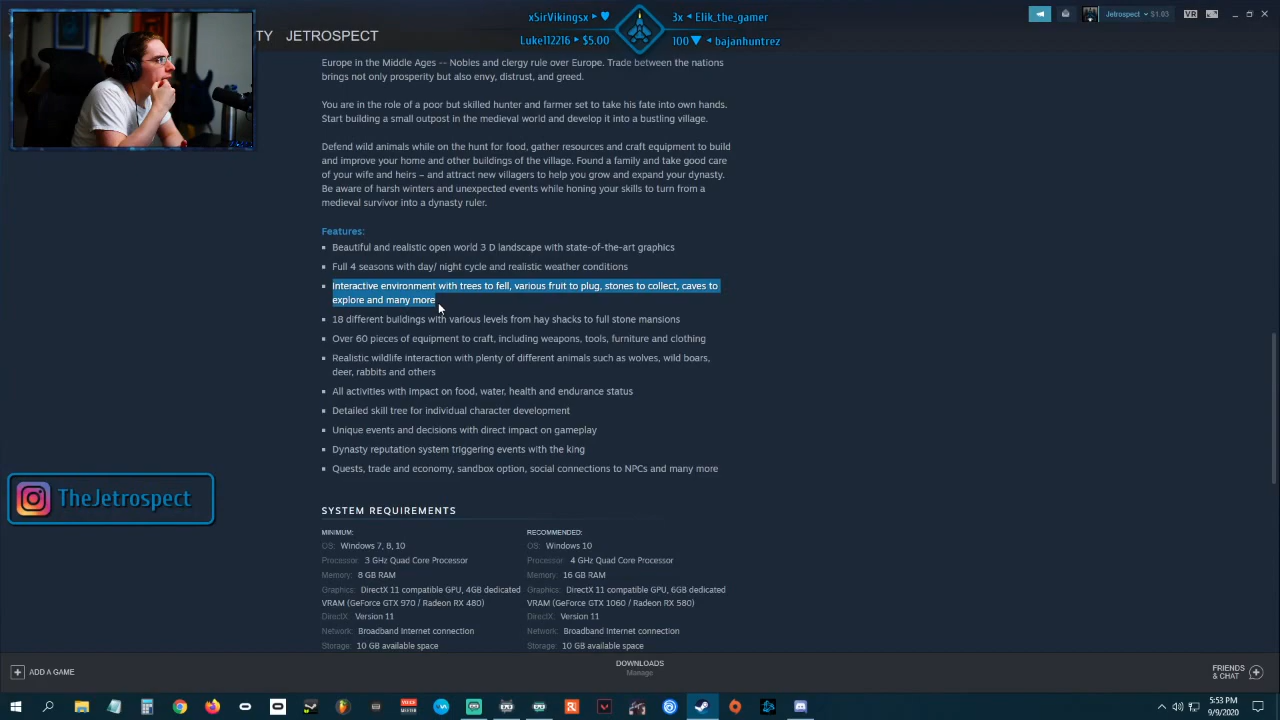 xSirVikingsx ▸ ♥
3x ◂ Elik_the_gamer
Jetrospect $1.03
VR
TY JETROSPECT
Luke112216 ▸ $5.00
100 ▼ ◂ bajanhuntrez
Europe in the Middle Ages -- Nobles and clergy rule over Europe. Trade between the nations
brings not only prosperity but also envy, distrust, and greed.
You are in the role of a poor but skilled hunter and farmer set to take his fate into own hands.
Start building a small outpost in the medieval world and develop it into a bustling village.
Defend wild animals while on the hunt for food, gather resources and craft equipment to build
and improve your home and other buildings of the village. Found a family and take good care
of your wife and heirs – and attract new villagers to help you grow and expand your dynasty.
Be aware of harsh winters and unexpected events while honing your skills to turn from a
medieval survivor into a dynasty ruler.
Features:
Beautiful and realistic open world 3 D landscape with state-of-the-art graphics
Full 4 seasons with day/ night cycle and realistic weather conditions
Interactive environment with trees to fell, various fruit to plug, stones to collect, caves to
explore and many more
18 different buildings with various levels from hay shacks to full stone mansions
Over 60 pieces of equipment to craft, including weapons, tools, furniture and clothing
Realistic wildlife interaction with plenty of different animals such as wolves, wild boars,
deer, rabbits and others
All activities with impact on food, water, health and endurance status
Detailed skill tree for individual character development
Unique events and decisions with direct impact on gameplay
Dynasty reputation system triggering events with the king
Quests, trade and economy, sandbox option, social connections to NPCs and many more
TheJetrospect
SYSTEM REQUIREMENTS
MINIMUM:
OS: Windows 7, 8, 10
Processor: 3 GHz Quad Core Processor
Memory: 8 GB RAM
Graphics: DirectX 11 compatible GPU, 4GB dedicated
VRAM (GeForce GTX 970 / Radeon RX 480)
DirectX: Version 11
Network: Broadband Internet connection
Storage: 10 GB available space
RECOMMENDED:
OS: Windows 10
Processor: 4 GHz Quad Core Processor
Memory: 16 GB RAM
Graphics: DirectX 11 compatible GPU, 6GB dedicated
VRAM (GeForce GTX 1060 / Radeon RX 580)
DirectX: Version 11
Network: Broadband Internet connection
Storage: 10 GB available space
ADD A GAME
DOWNLOADS
Manage
FRIENDS
& CHAT
5:53 PM
9/9/2020